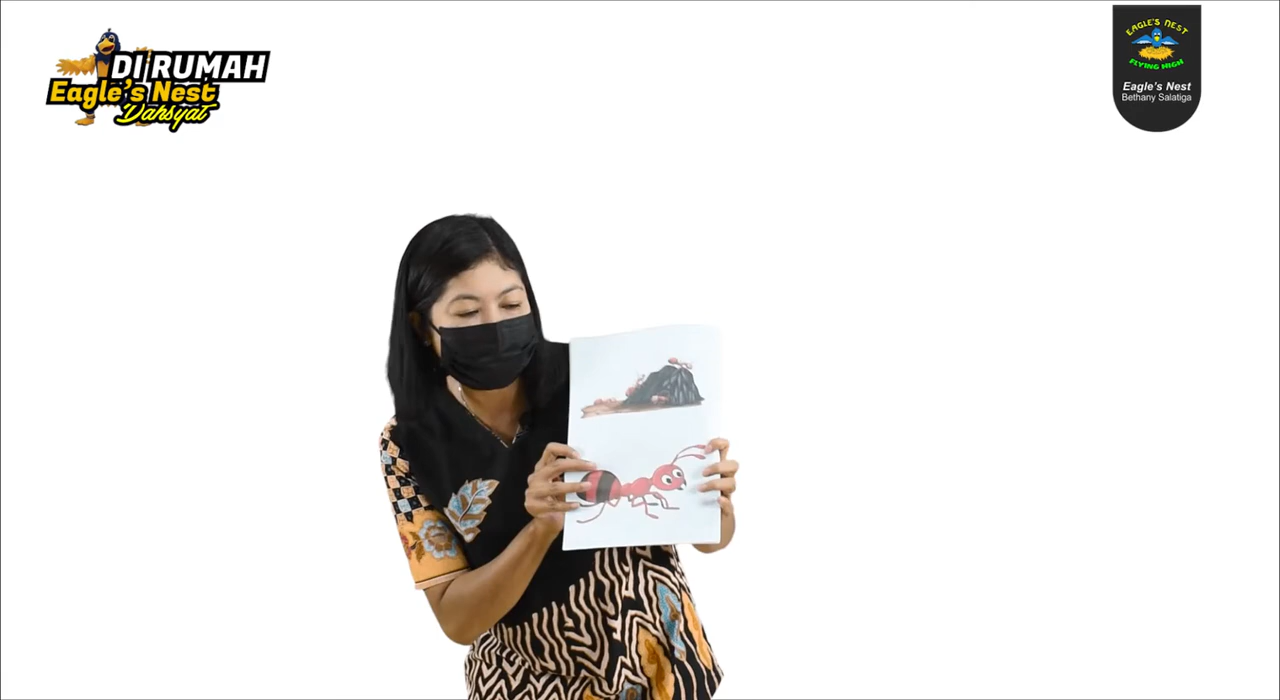 DI RUMAH
Eagle's Nest
Dahsyat
EAGLE'S NEST
FLYING HIGH
Eagle's Nest
Bethany Salatiga